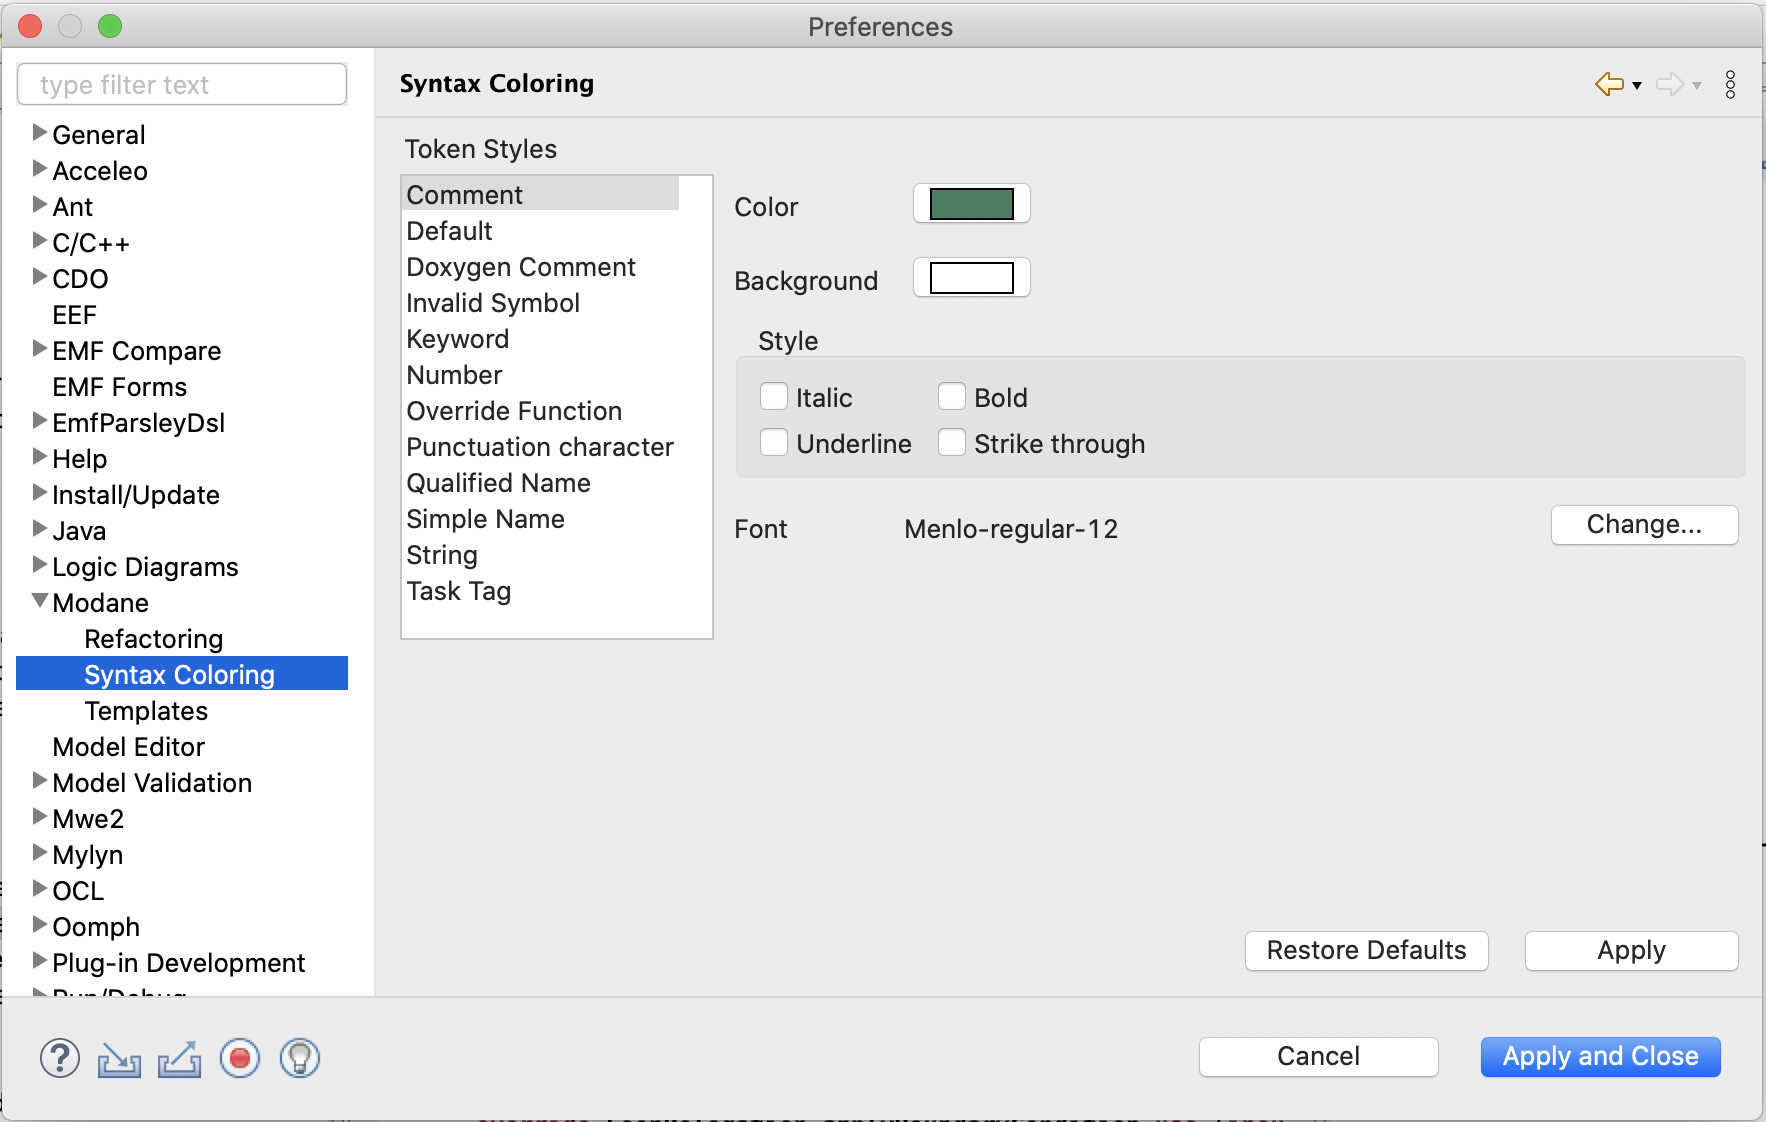 Preferences
type filter text
General
Acceleo
Ant
C/C++
CDO
EEF
EMF Compare
EMF Forms
EmfParsleyDsl
Help
Install/Update
Java
Logic Diagrams
Modane
Refactoring
Syntax Coloring
Templates
Model Editor
Model Validation
Mwe2
Mylyn
OCL
Oomph
Plug-in Development
Run/Debug
Syntax Coloring
Token Styles
Comment
Default
Doxygen Comment
Invalid Symbol
Keyword
Number
Override Function
Punctuation character
Qualified Name
Simple Name
String
Task Tag
Color
Background
Style
Italic
Bold
Underline
Strike through
Font
Menlo-regular-12
Change...
Restore Defaults
Apply
?
Cancel
Apply and Close